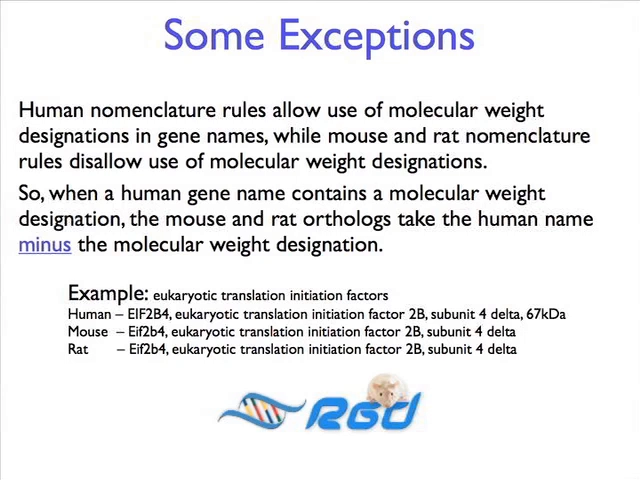 Some Exceptions
Human nomenclature rules allow use of molecular weight
designations in gene names, while mouse and rat nomenclature
rules disallow use of molecular weight designations.
So, when a human gene name contains a molecular weight
designation, the mouse and rat orthologs take the human name
minus the molecular weight designation.
Example: eukaryotic translation initiation factors
Human – EIF2B4, eukaryotic translation initiation factor 2B, subunit 4 delta, 67kDa
Mouse – Eif2b4, eukaryotic translation initiation factor 2B, subunit 4 delta
Rat – Eif2b4, eukaryotic translation initiation factor 2B, subunit 4 delta
RGD